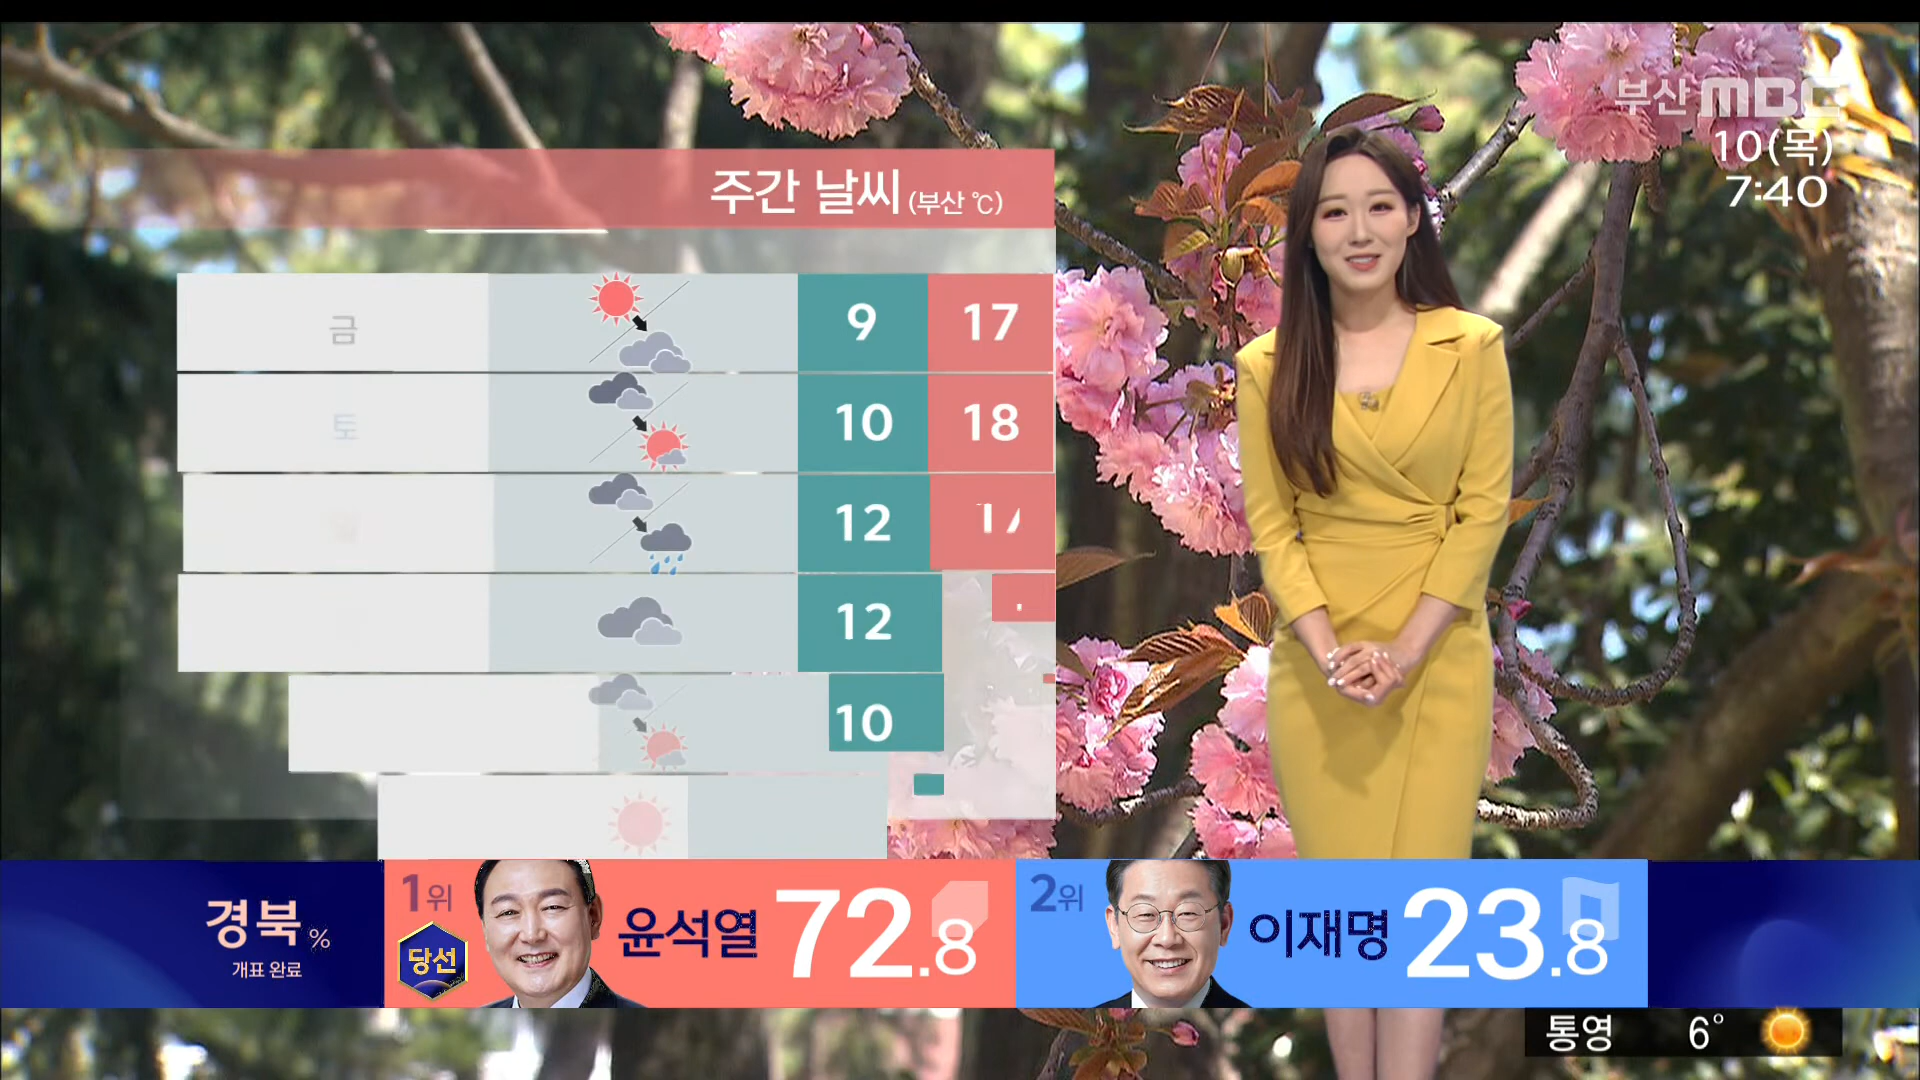 부산MBC
10(목)
7:40
주간 날씨 (부산 ℃)
금 9 17
토 10 18
12
12
10
경북 %
개표 완료
1위
당선
윤석열 72.8
2위
이재명 23.8
통영 6°